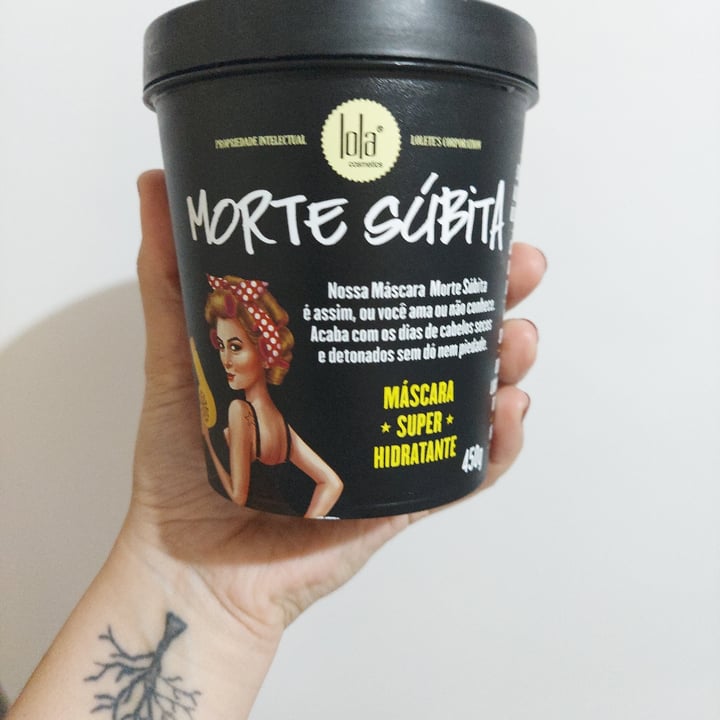 PROPRIEDADE INTELECTUAL
lola®
cosmetics
LOLETE'S CORPORATION
MORTE SÚBITA
Nossa Máscara Morte Súbita
é assim, ou você ama ou não conhece.
Acaba com os dias de cabelos secos
e detonados sem dó nem piedade.
MÁSCARA
★ SUPER ★
HIDRATANTE
450g